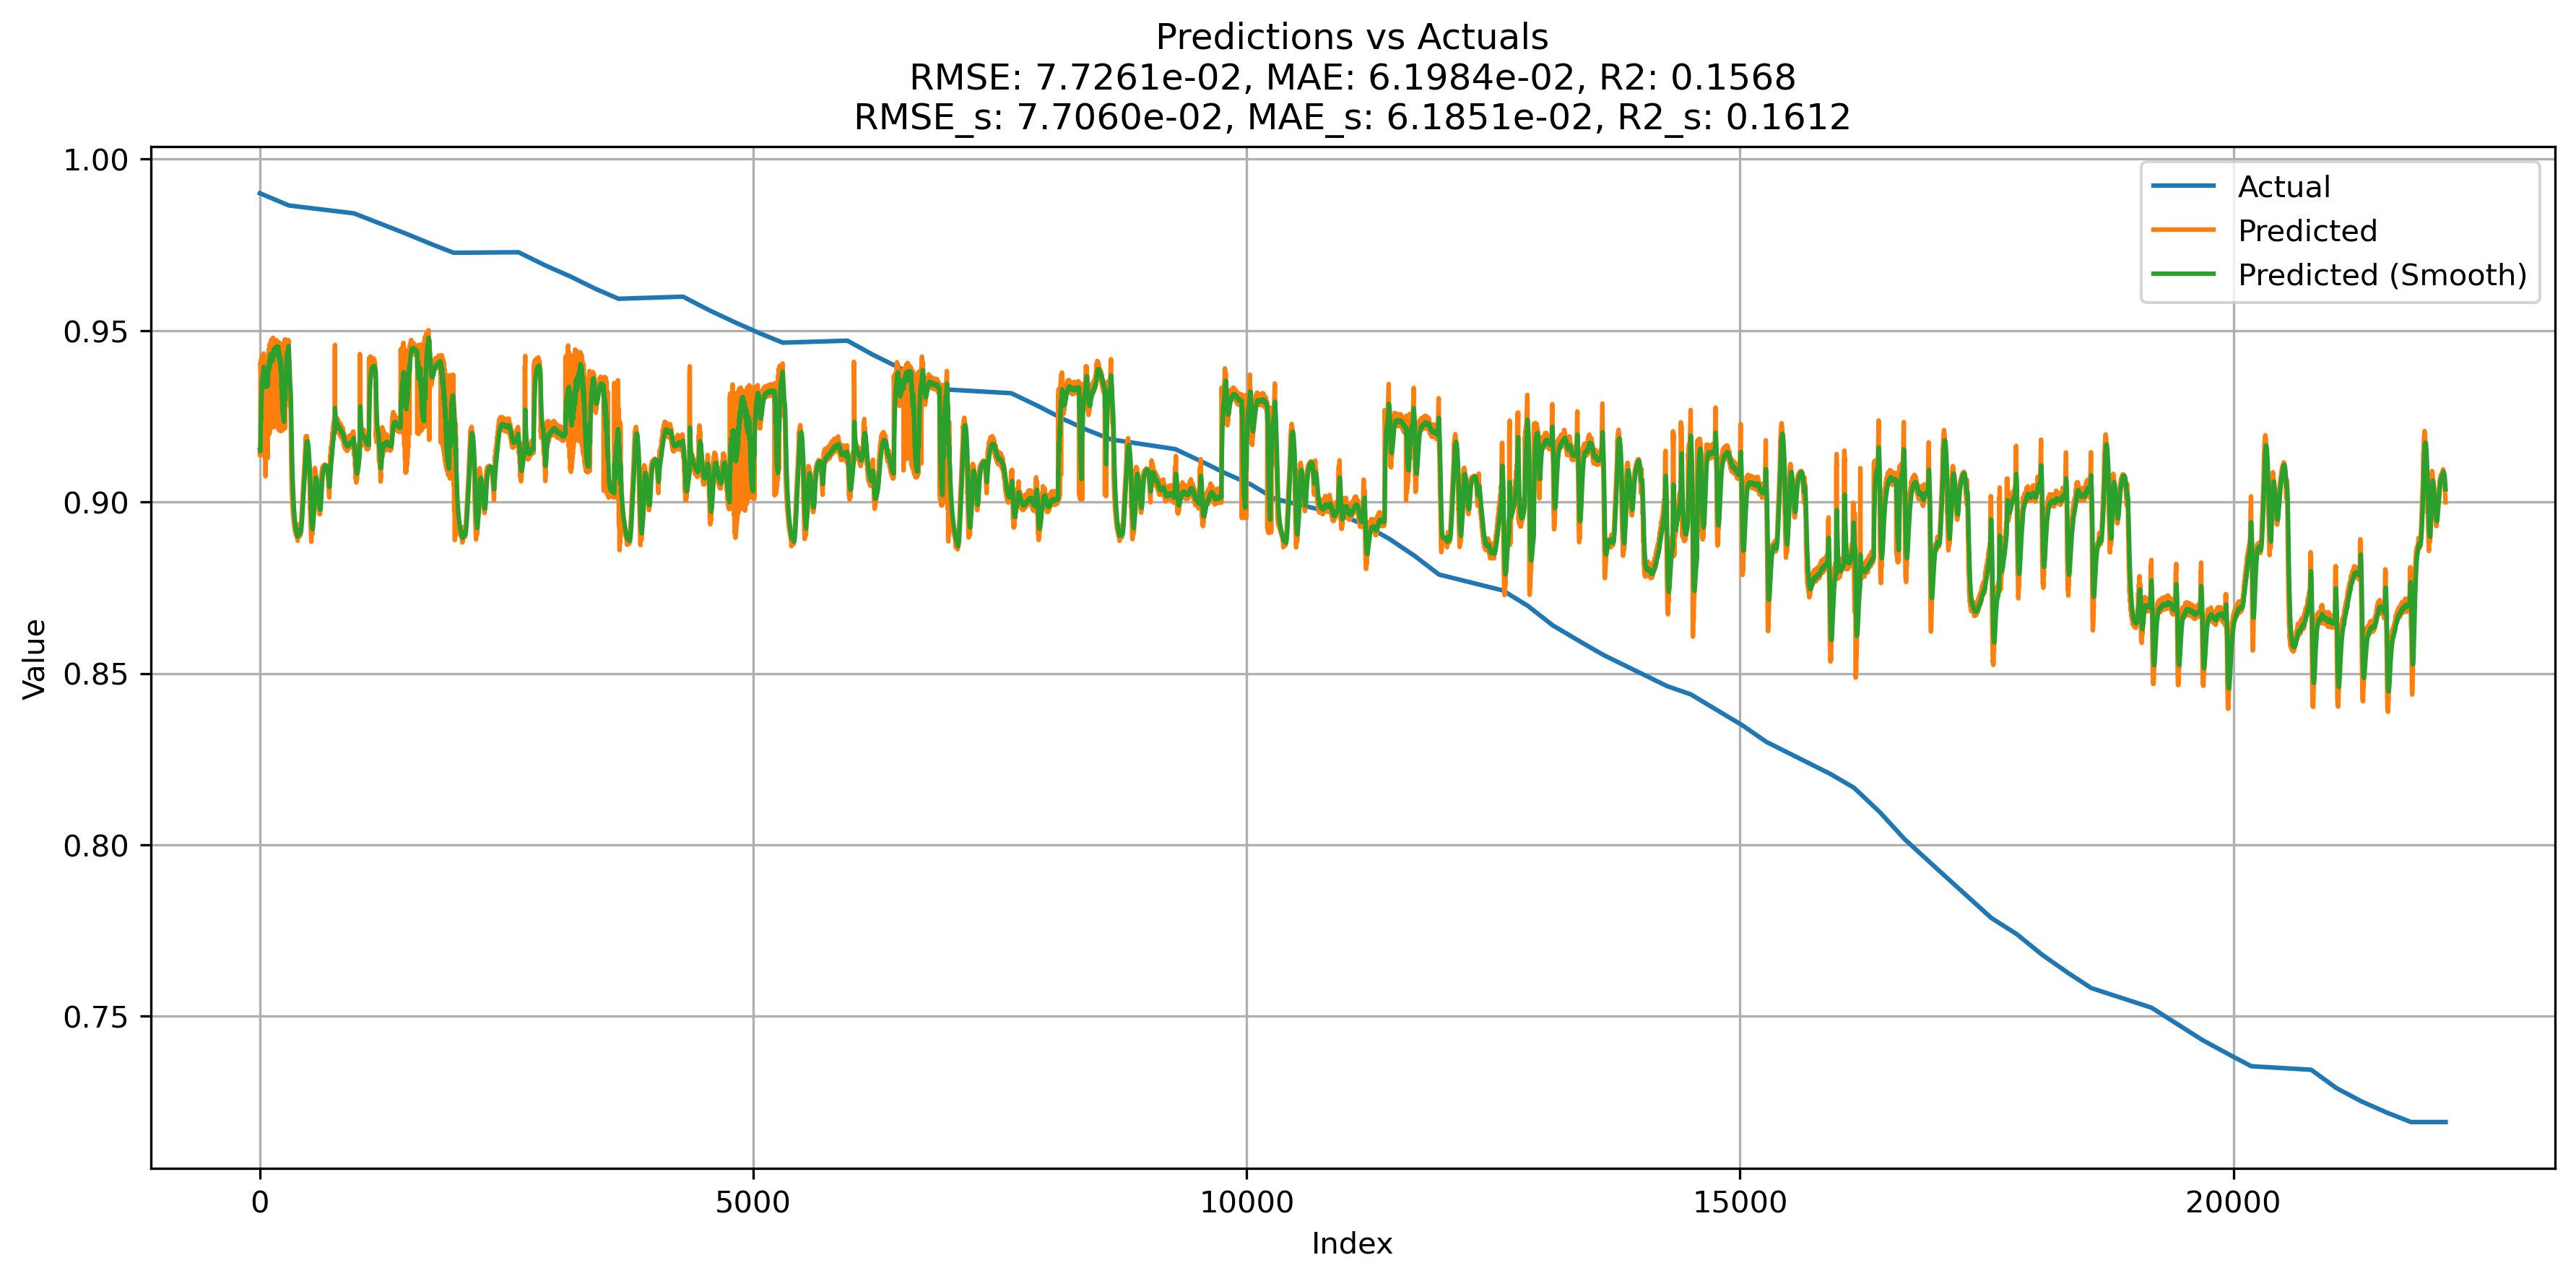 Predictions vs Actuals
RMSE: 7.7261e-02, MAE: 6.1984e-02, R2: 0.1568
RMSE_s: 7.7060e-02, MAE_s: 6.1851e-02, R2_s: 0.1612
Actual
Predicted
Predicted (Smooth)
1.00
0.95
0.90
0.85
0.80
0.75
Value
0
5000
10000
15000
20000
Index